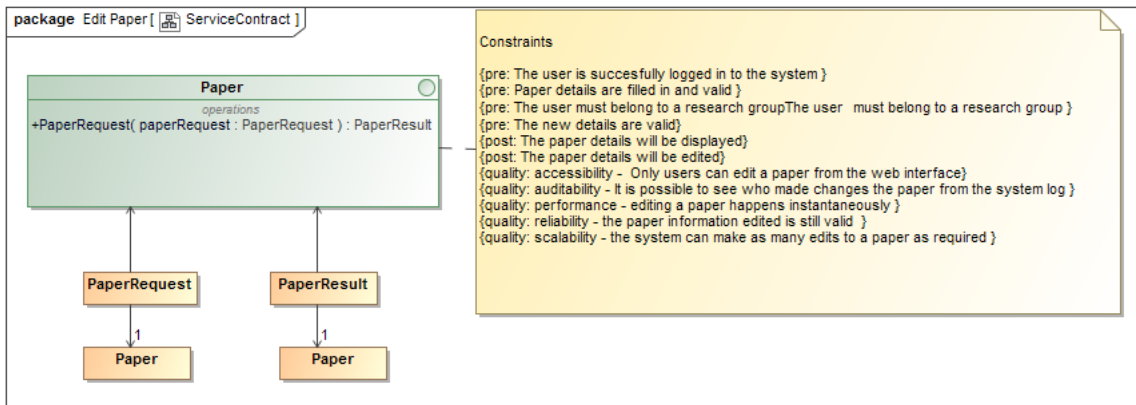 package Edit Paper [ ServiceContract ]
Paper
operations
+PaperRequest( paperRequest : PaperRequest ) : PaperResult
Constraints
{pre: The user is succesfully logged in to the system }
{pre: Paper details are filled in and valid }
{pre: The user must belong to a research groupThe user must belong to a research group }
{pre: The new details are valid}
{post: The paper details will be displayed}
{post: The paper details will be edited}
{quality: accessibility - Only users can edit a paper from the web interface}
{quality: auditability - It is possible to see who made changes the paper from the system log }
{quality: performance - editing a paper happens instantaneously }
{quality: reliability - the paper information edited is still valid }
{quality: scalability - the system can make as many edits to a paper as required }
PaperRequest
PaperResult
1
1
Paper
Paper